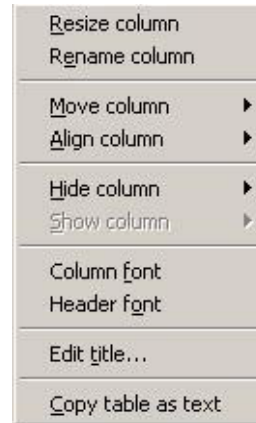 Resize column
Rename column
Move column
Align column
Hide column
Show column
Column font
Header font
Edit title...
Copy table as text